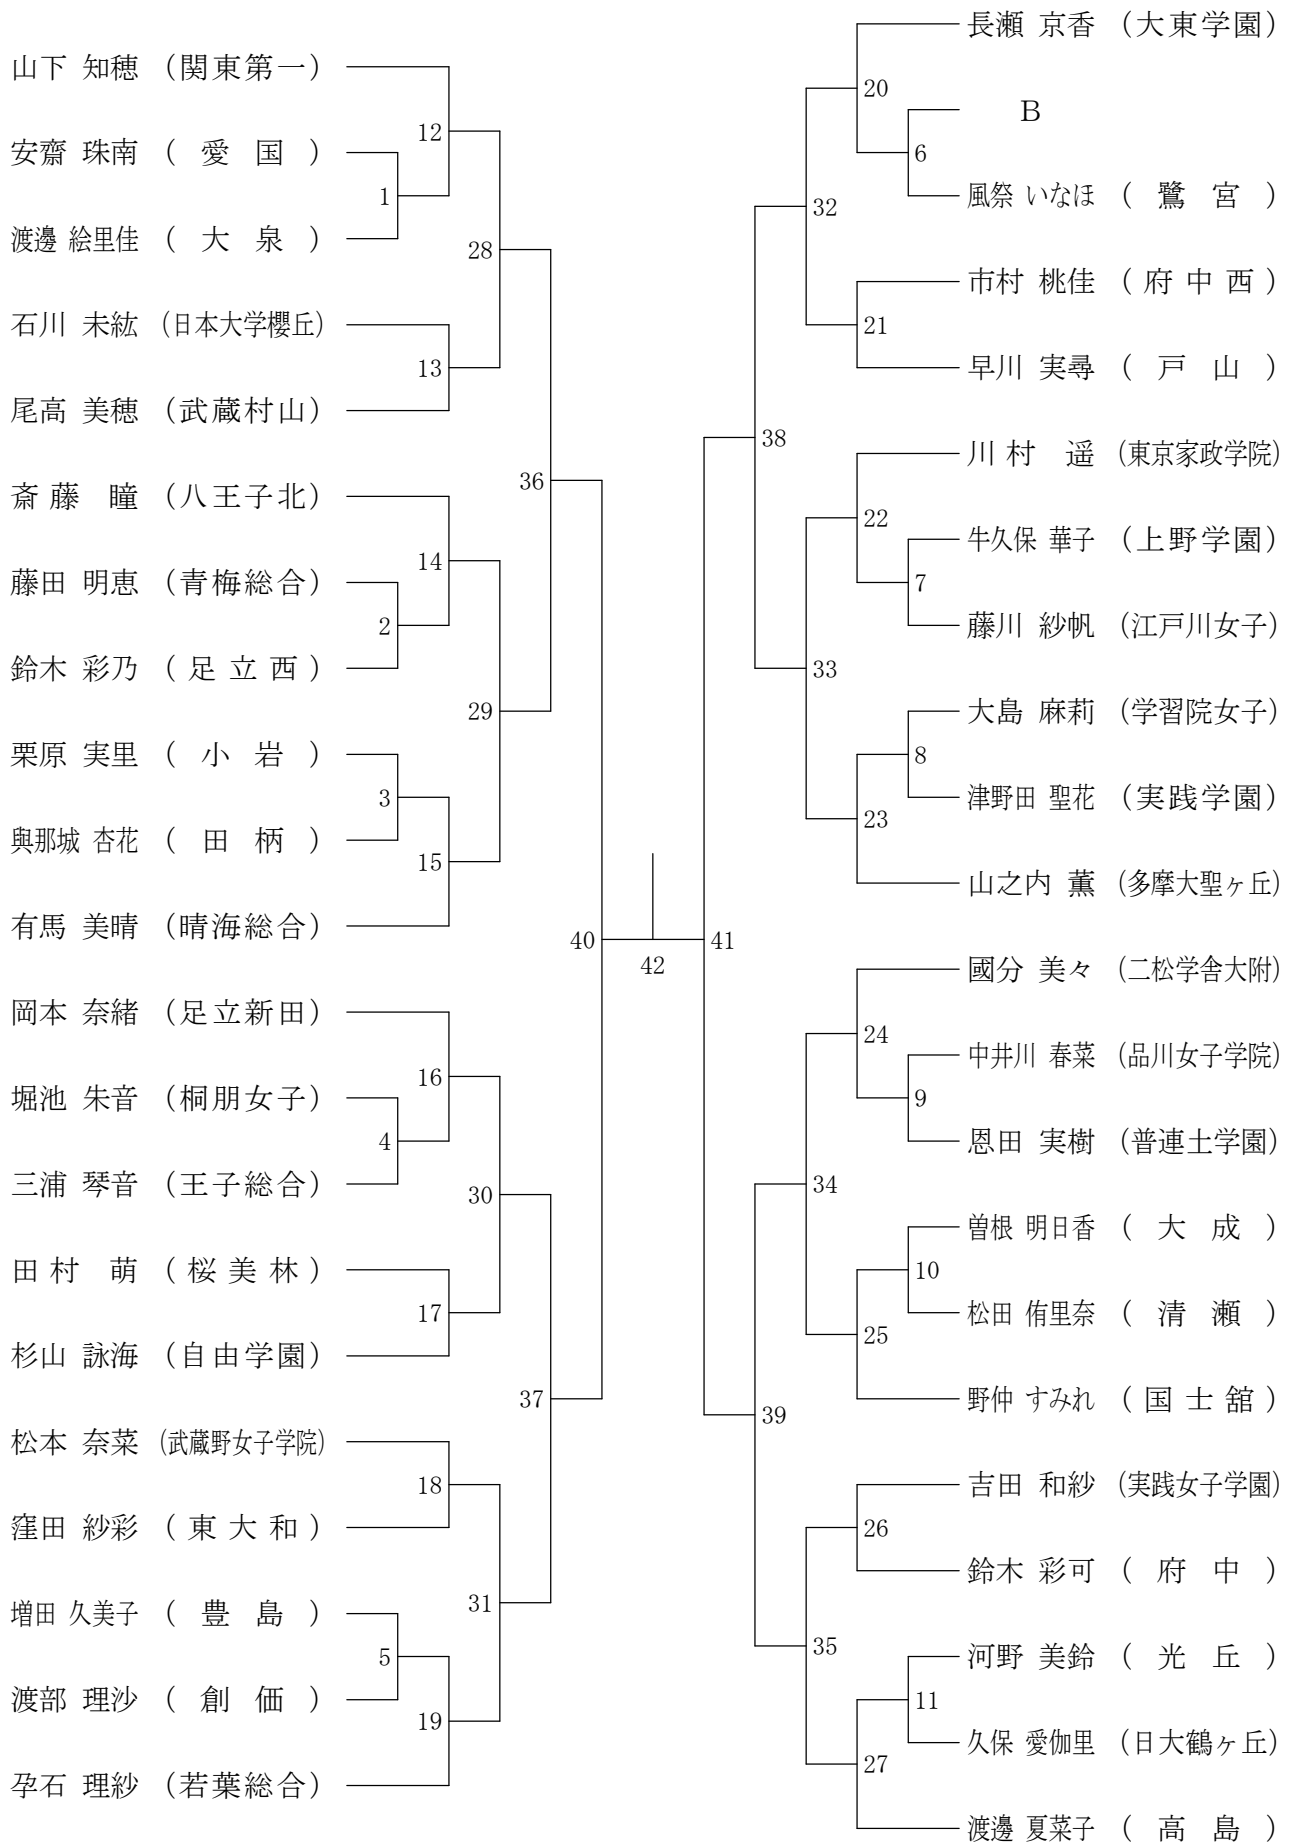 山下 知穂 （関東第一）
12
安齋 珠南 （ 愛 国 ）
1
渡邊 絵里佳 （ 大 泉 ）
28
石川 未紘 （日本大学櫻丘）
13
尾高 美穂 （武蔵村山）
36
斎藤 瞳 （八王子北）
14
藤田 明恵 （青梅総合）
2
鈴木 彩乃 （足立西）
29
栗原 実里 （ 小 岩 ）
3
與那城 杏花 （ 田 柄 ）
15
有馬 美晴 （晴海総合）
40
42
岡本 奈緒 （足立新田）
16
堀池 朱音 （桐朋女子）
4
三浦 琴音 （王子総合）
30
田村 萌 （桜美林）
17
杉山 詠海 （自由学園）
37
松本 奈菜 （武蔵野女子学院）
18
窪田 紗彩 （東大和）
31
増田 久美子 （ 豊 島 ）
5
渡部 理沙 （ 創 価 ）
19
孕石 理紗 （若葉総合）
長瀬 京香 （大東学園）
20
B
6
風祭 いなほ （ 鷺 宮 ）
32
市村 桃佳 （府中西）
21
早川 実尋 （ 戸 山 ）
38
川村 遥 （東京家政学院）
22
牛久保 華子 （上野学園）
7
藤川 紗帆 （江戸川女子）
33
大島 麻莉 （学習院女子）
8
津野田 聖花 （実践学園）
23
山之内 薫 （多摩大聖ヶ丘）
41
國分 美々 （二松学舎大附）
24
中井川 春菜 （品川女子学院）
9
恩田 実樹 （普連土学園）
34
曽根 明日香 （ 大 成 ）
10
松田 侑里奈 （ 清 瀬 ）
25
野仲 すみれ （国士舘）
39
吉田 和紗 （実践女子学園）
26
鈴木 彩可 （ 府 中 ）
35
河野 美鈴 （ 光 丘 ）
11
久保 愛伽里 （日大鶴ヶ丘）
27
渡邊 夏菜子 （ 高 島 ）